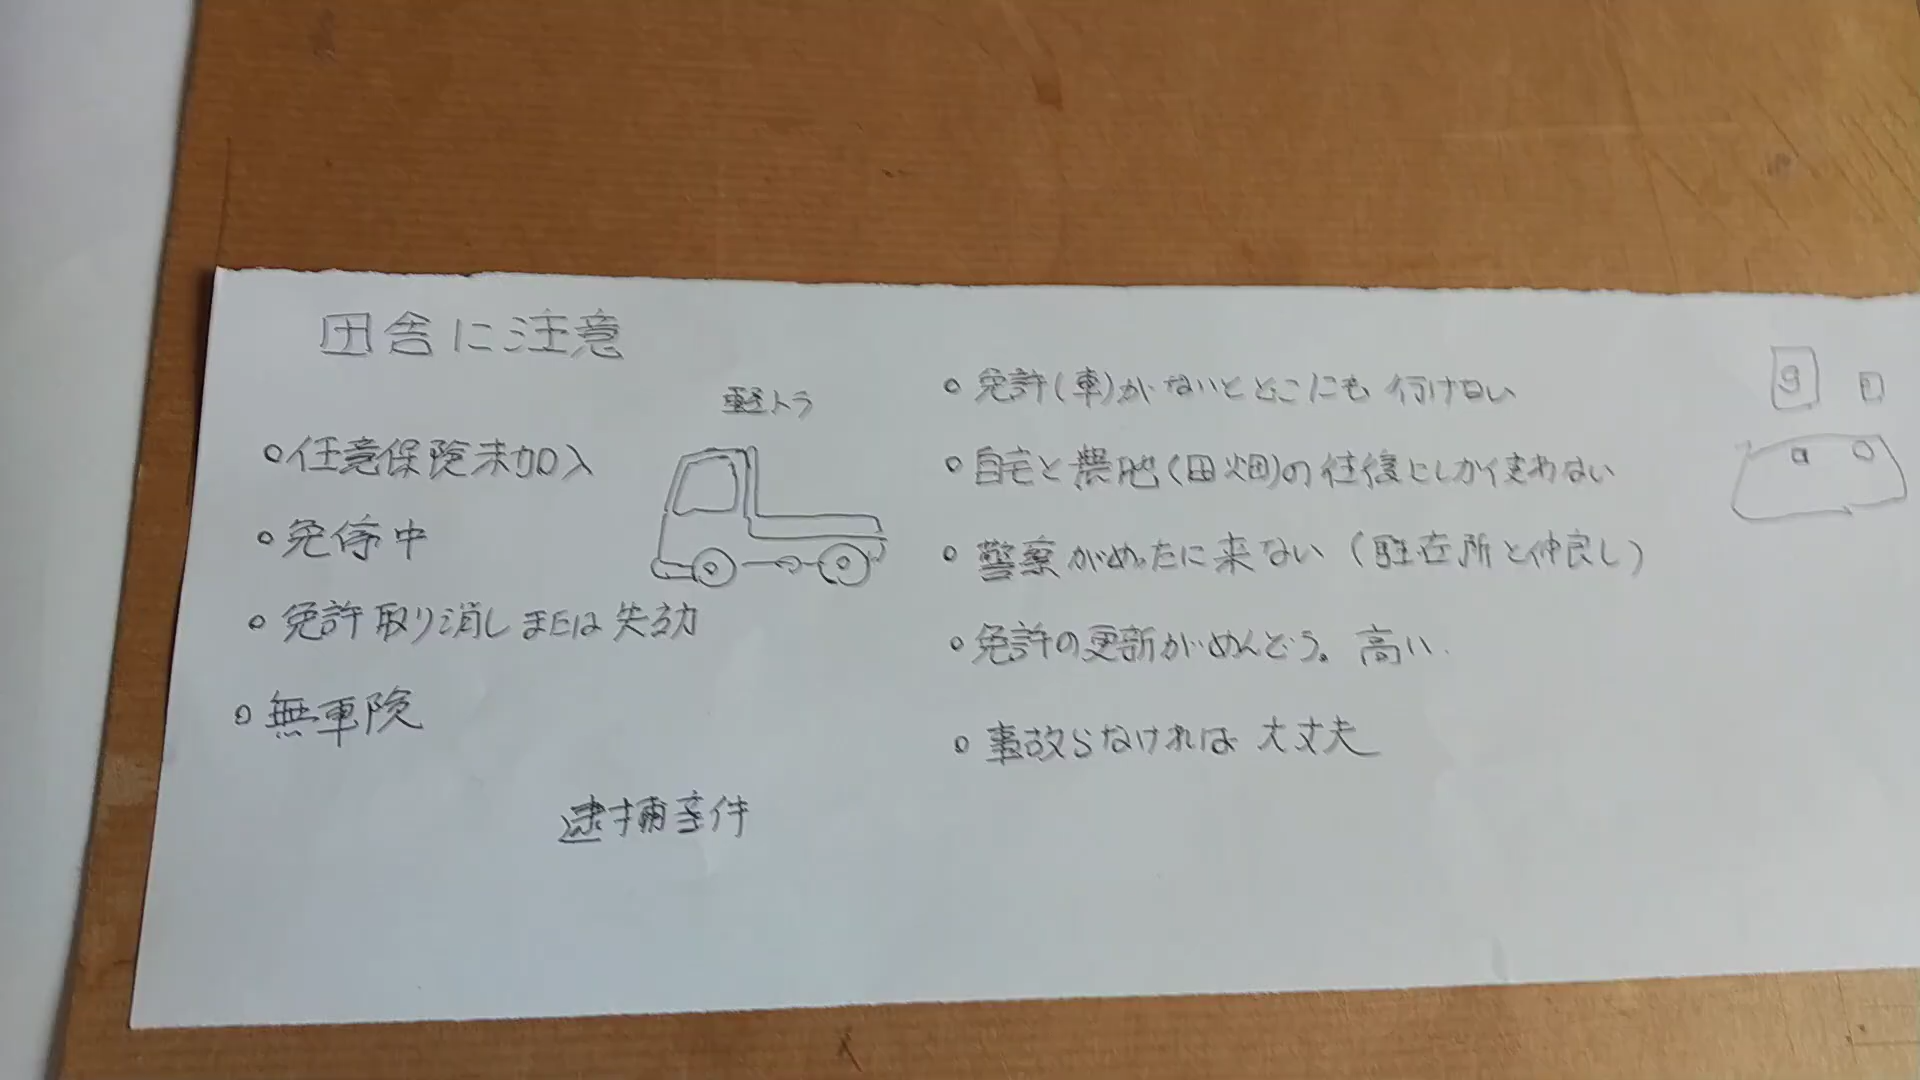 田舎に注意
軽トラ
○任意保険未加入
○免停中
○免許取り消しまたは失効
○無車険
逮捕案件
○免許(車)がないとどこにも行けない
○自宅と農地(田畑)の往復にしか使わない
○警察がめったに来ない(駐在所と仲良し)
○免許の更新がめんどう。高い.
○事故らなければ大丈夫